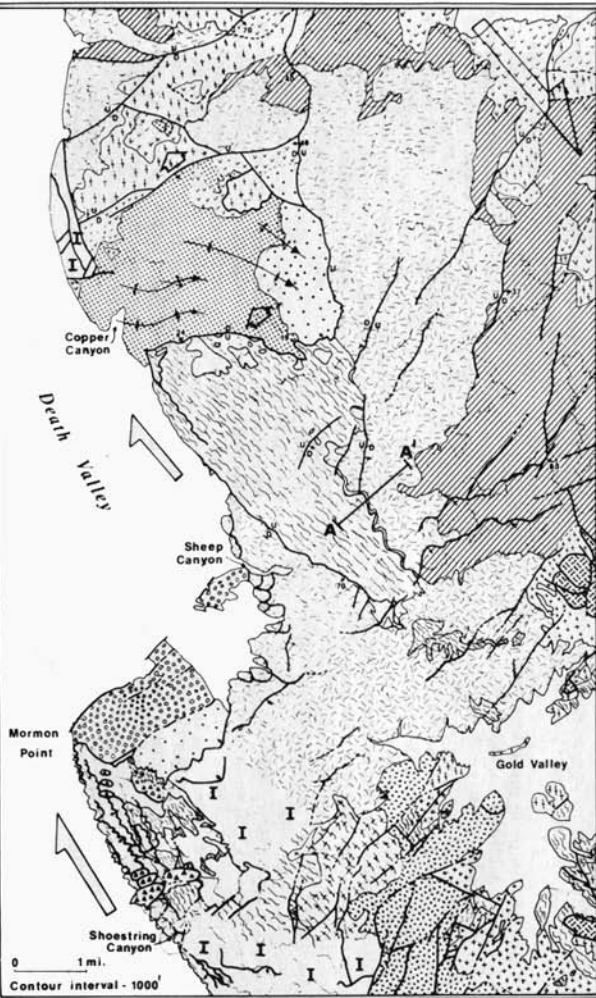 Copper
Canyon
Death Valley
A'
A
Sheep
Canyon
Mormon
Point
Gold Valley
I
I
I
I
I
I
Shoestring
Canyon
I
I
I
I
0 1 mi.
Contour interval - 1000'